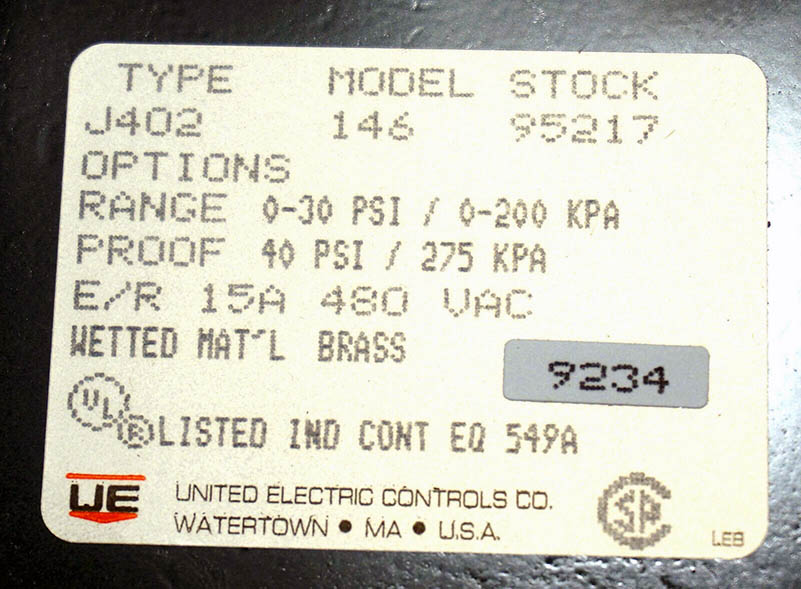 TYPE MODEL STOCK
J402 146 95217
OPTIONS
RANGE 0-30 PSI / 0-200 KPA
PROOF 40 PSI / 275 KPA
E/R 15A 480 VAC
WETTED MAT'L BRASS
9234
UL ® LISTED IND CONT EQ 549A
UE UNITED ELECTRIC CONTROLS CO.
WATERTOWN • MA • U.S.A.
SA
LEB